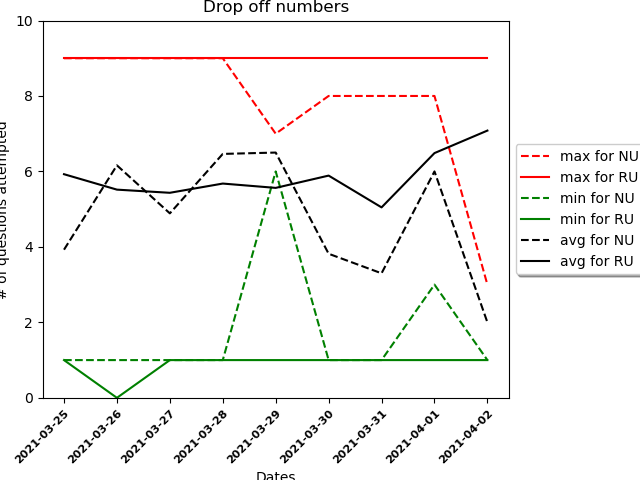 Drop off numbers
# of questions attempted
10
8
6
4
2
0
2021-03-25
2021-03-26
2021-03-27
2021-03-28
2021-03-29
2021-03-30
2021-03-31
2021-04-01
2021-04-02
Dates
max for NU
max for RU
min for NU
min for RU
avg for NU
avg for RU